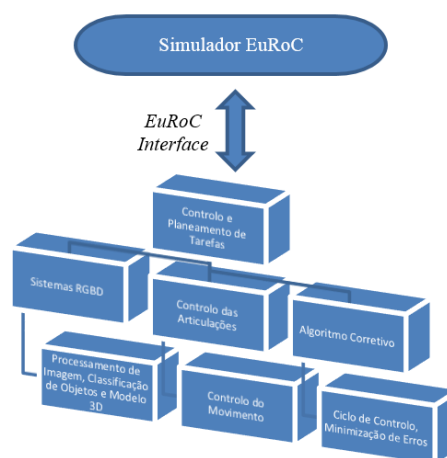 Simulador EuRoC
EuRoC
Interface
Controlo e
Planeamento de
Tarefas
Sistemas RGBD
Controlo das
Articulações
Algoritmo Corretivo
Processamento de
Imagem, Classificação
de Objetos e Modelo
3D
Controlo do
Movimento
Ciclo de Controlo,
Minimização de Erros